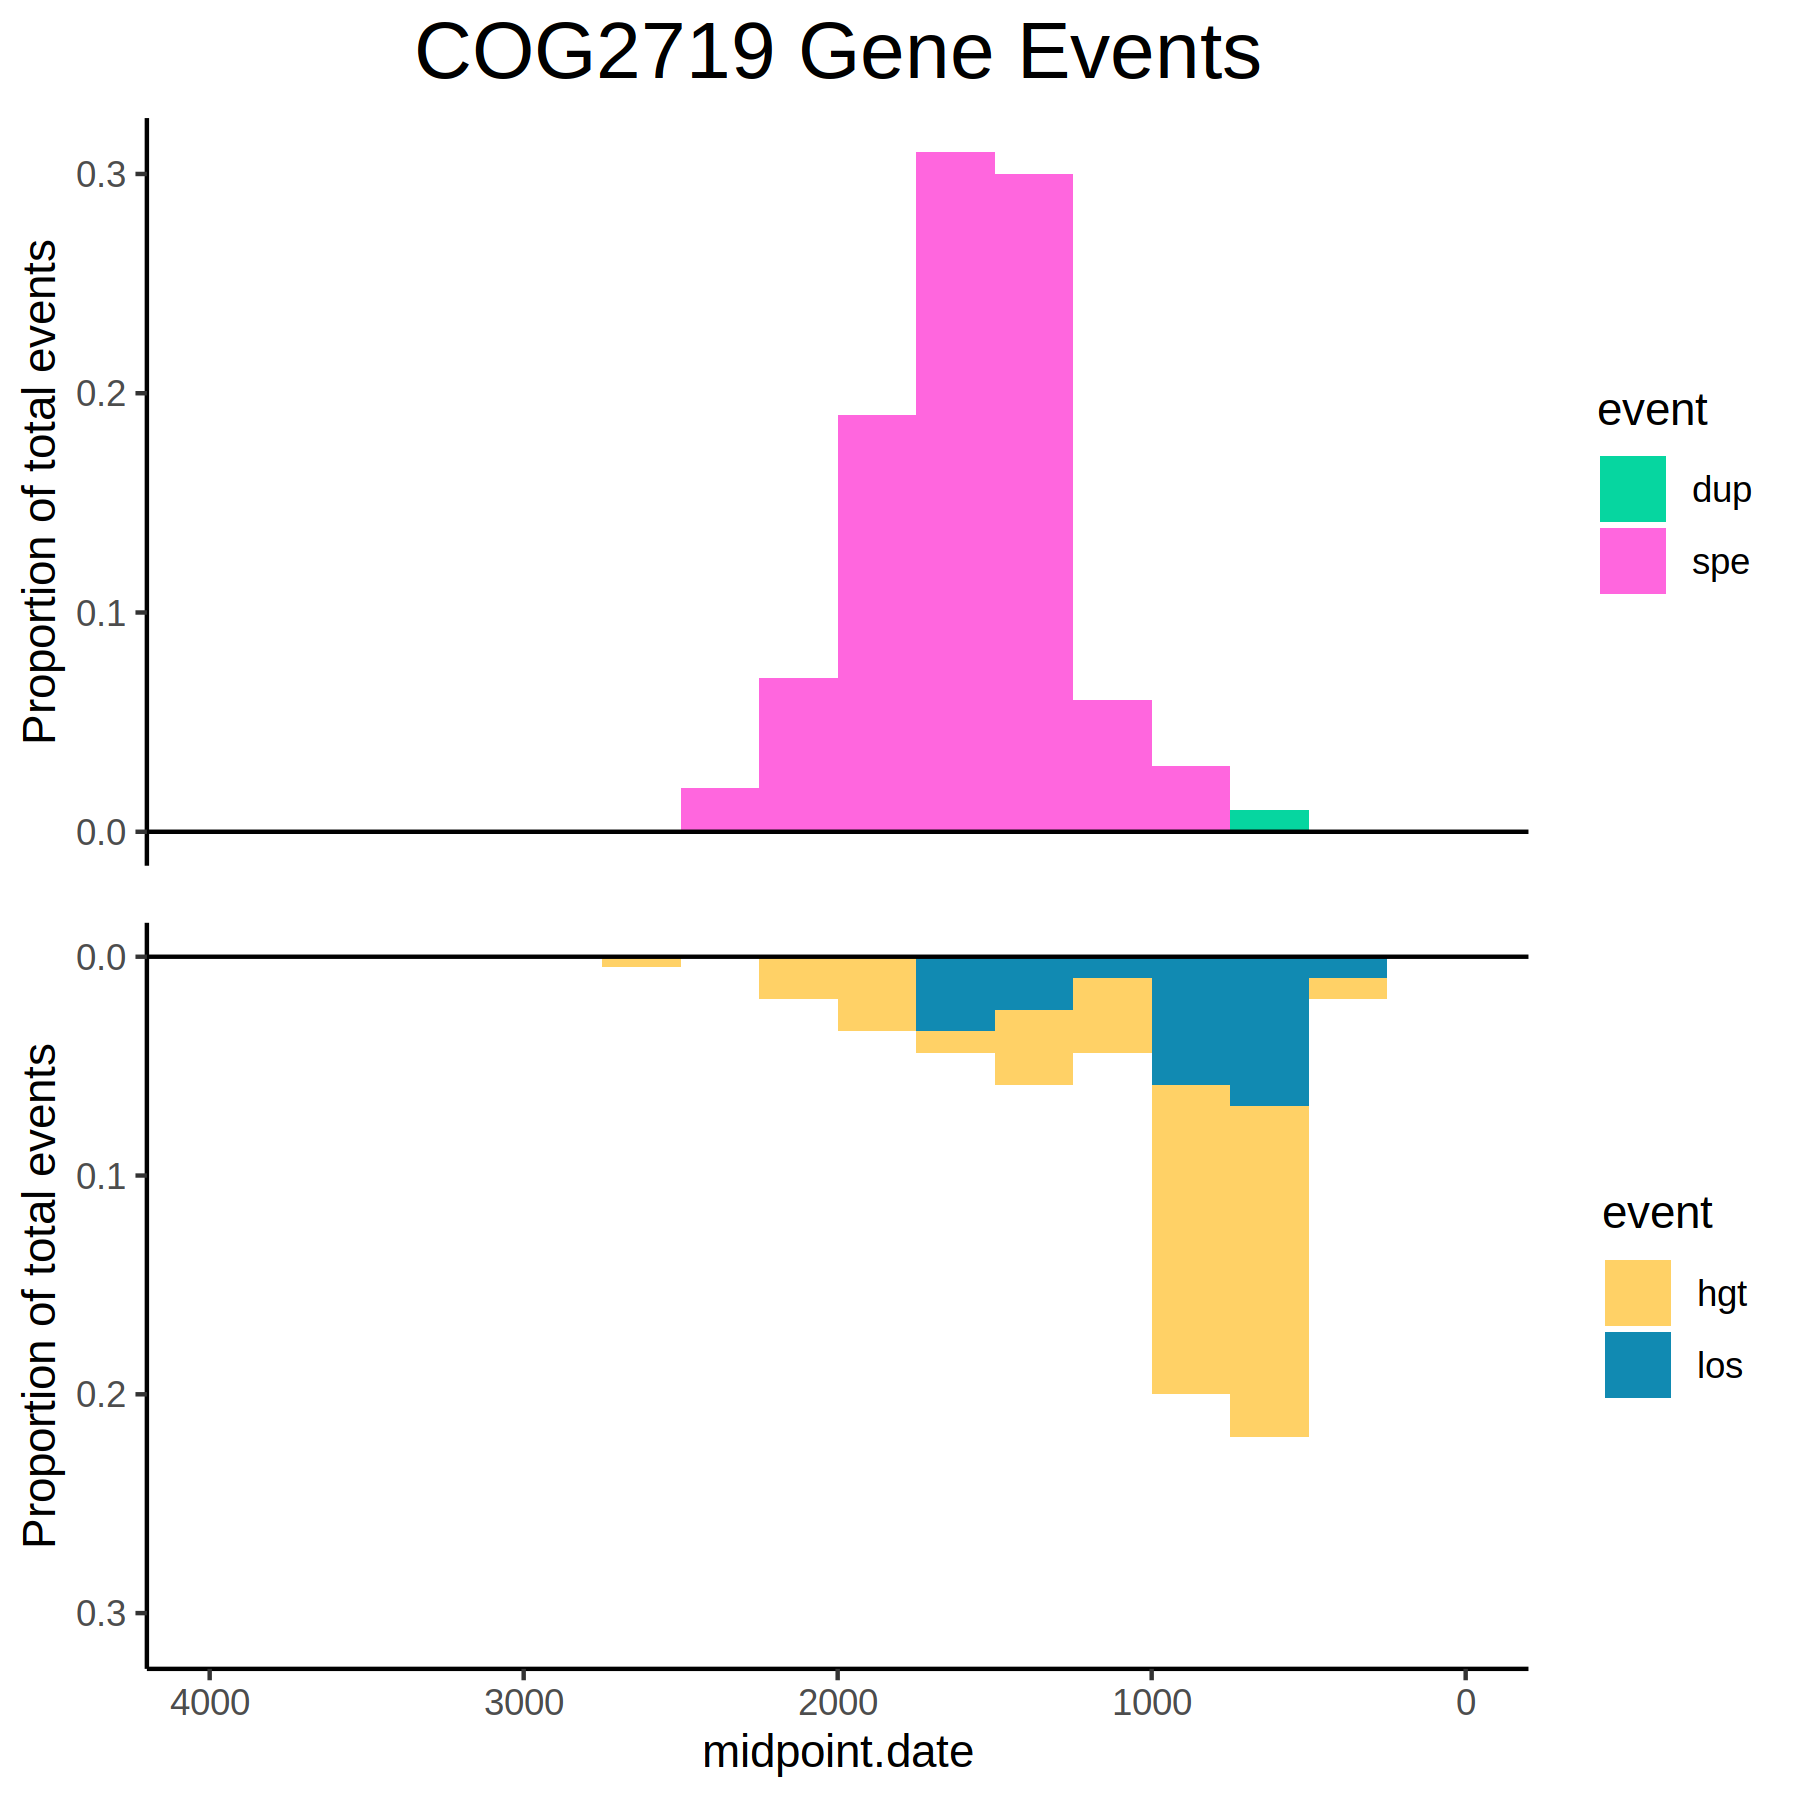 COG2719 Gene Events
Proportion of total events
0.3
0.2
0.1
0.0
event
dup
spe
Proportion of total events
0.0
0.1
0.2
0.3
event
hgt
los
4000 3000 2000 1000 0
midpoint.date